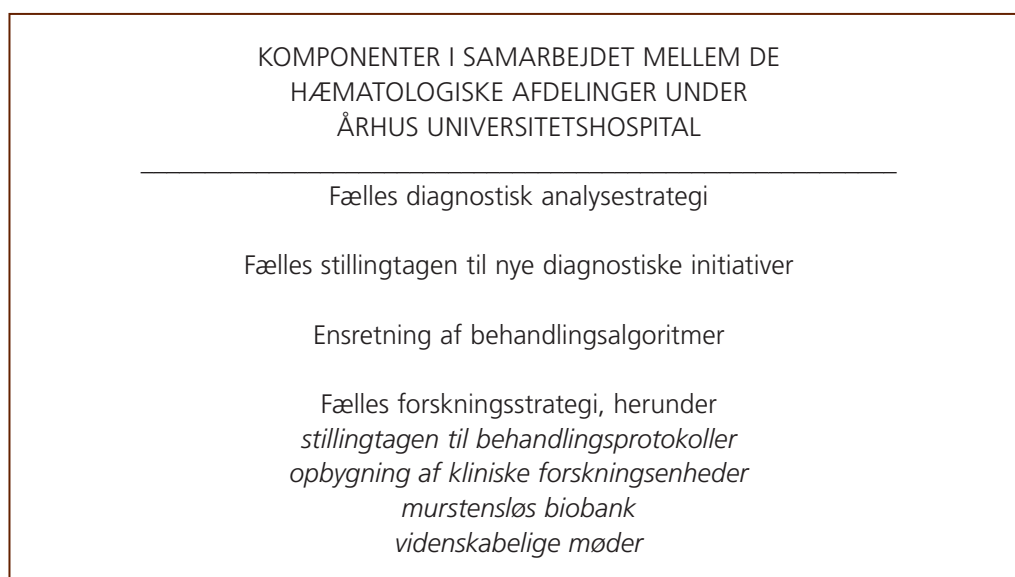 KOMPONENTER I SAMARBEJDET MELLEM DE
HÆMATOLOGISKE AFDELINGER UNDER
ÅRHUS UNIVERSITETSHOSPITAL
Fælles diagnostisk analysestrategi
Fælles stillingtagen til nye diagnostiske initiativer
Ensretning af behandlingsalgoritmer
Fælles forskningsstrategi, herunder
stillingtagen til behandlingsprotokoller
opbygning af kliniske forskningsenheder
murstensløs biobank
videnskabelige møder